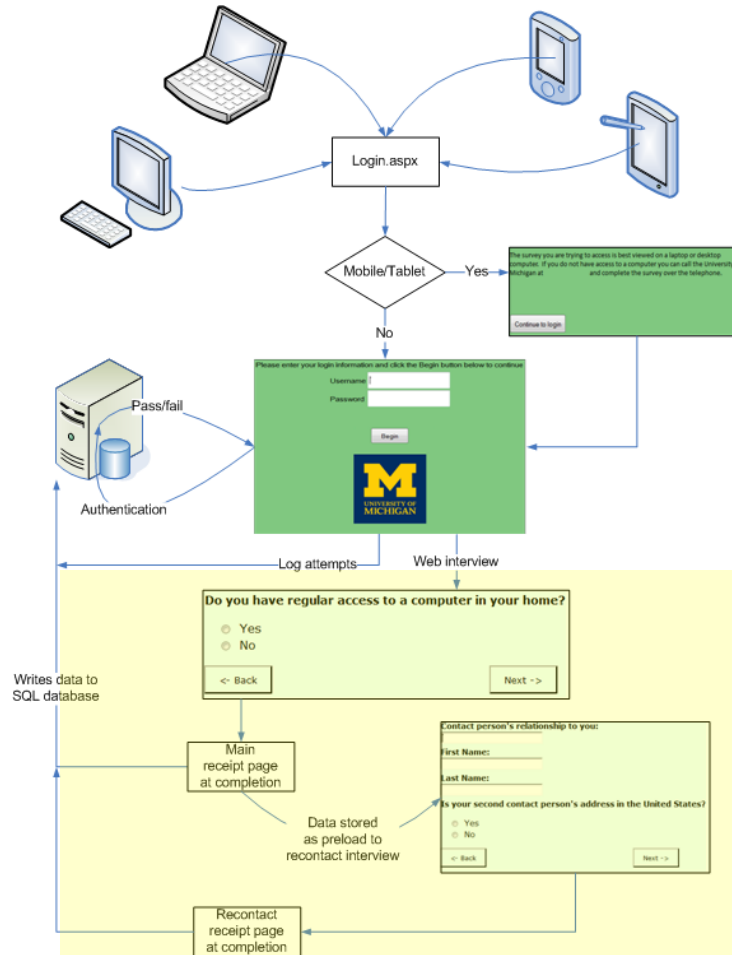 Login.aspx
Mobile/Tablet
Yes
The survey you are trying to access is best viewed on a laptop or desktop
computer. If you do not have access to a computer you can call the University
Michigan at and complete the survey over the telephone.
Continue to login
No
Please enter your login information and click the Begin button below to continue
Username
Password
Begin
M
UNIVERSITY OF
MICHIGAN
Pass/fail
Authentication
Log attempts
Web interview
Do you have regular access to a computer in your home?
Yes
No
<- Back
Next ->
Writes data to
SQL database
Main
receipt page
at completion
Contact person's relationship to you:
First Name:
Last Name:
Is your second contact person's address in the United States?
Yes
No
<- Back
Next ->
Data stored
as preload to
recontact interview
Recontact
receipt page
at completion